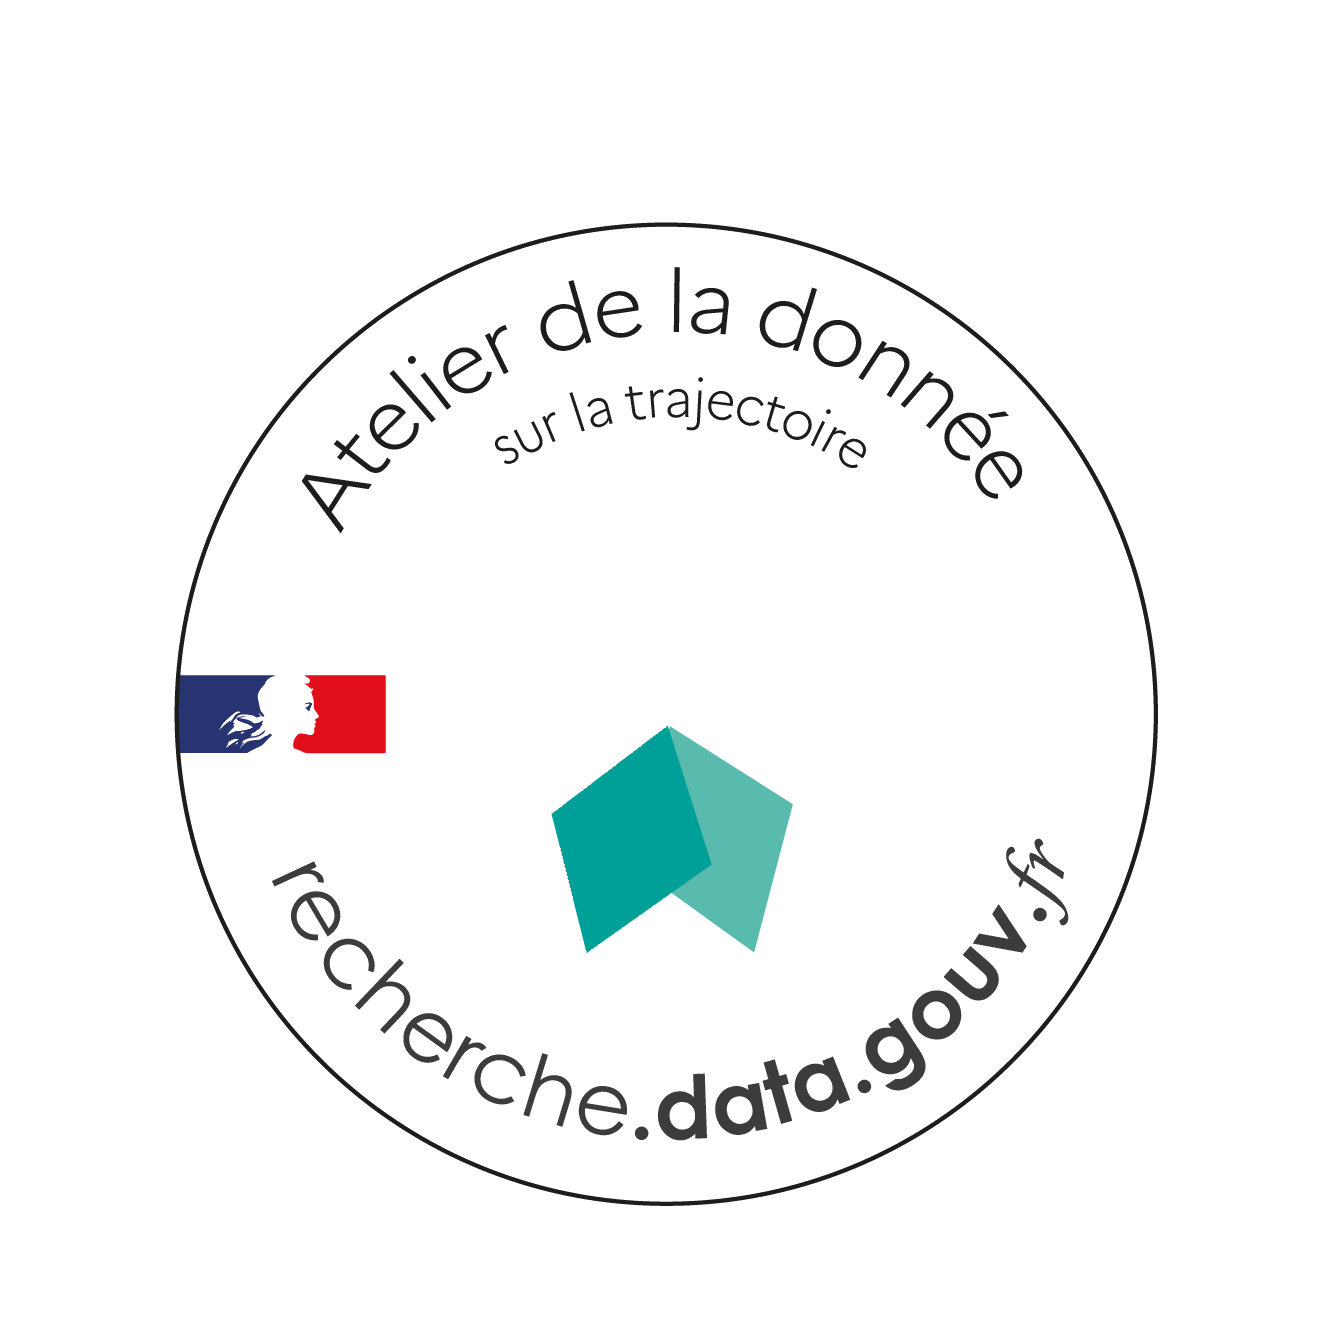 Atelier de la donnée
sur la trajectoire
recherche.data.gouv.fr